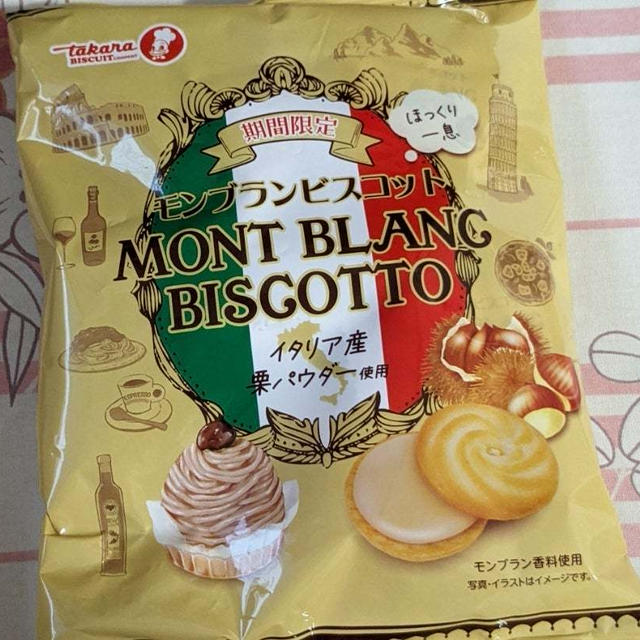 takara
BISCUIT COMPANY
期間限定
ほっくり
一息
モンブランビスコット
MONT BLANC
BISCOTTO
イタリア産
栗パウダー使用
ESPRESSO
モンブラン香料使用
写真・イラストはイメージです。